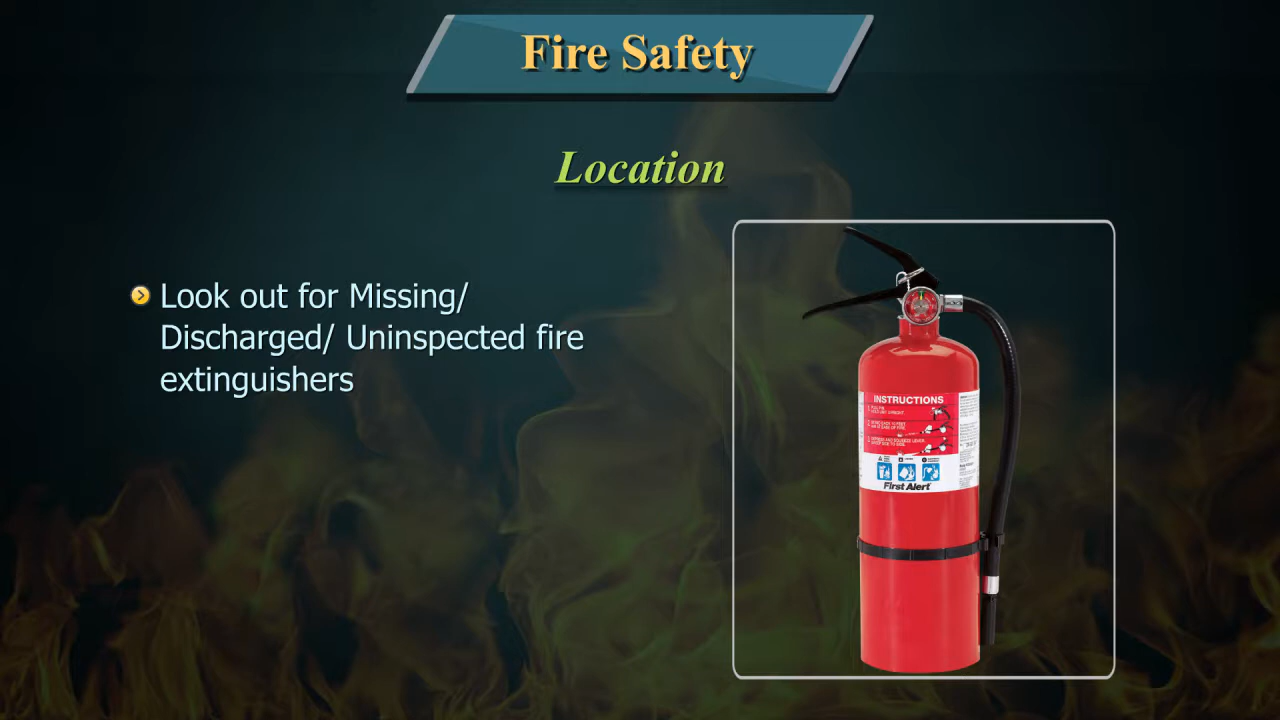 Fire Safety
Location
Look out for Missing/
Discharged/ Uninspected fire
extinguishers
INSTRUCTIONS
First Alert